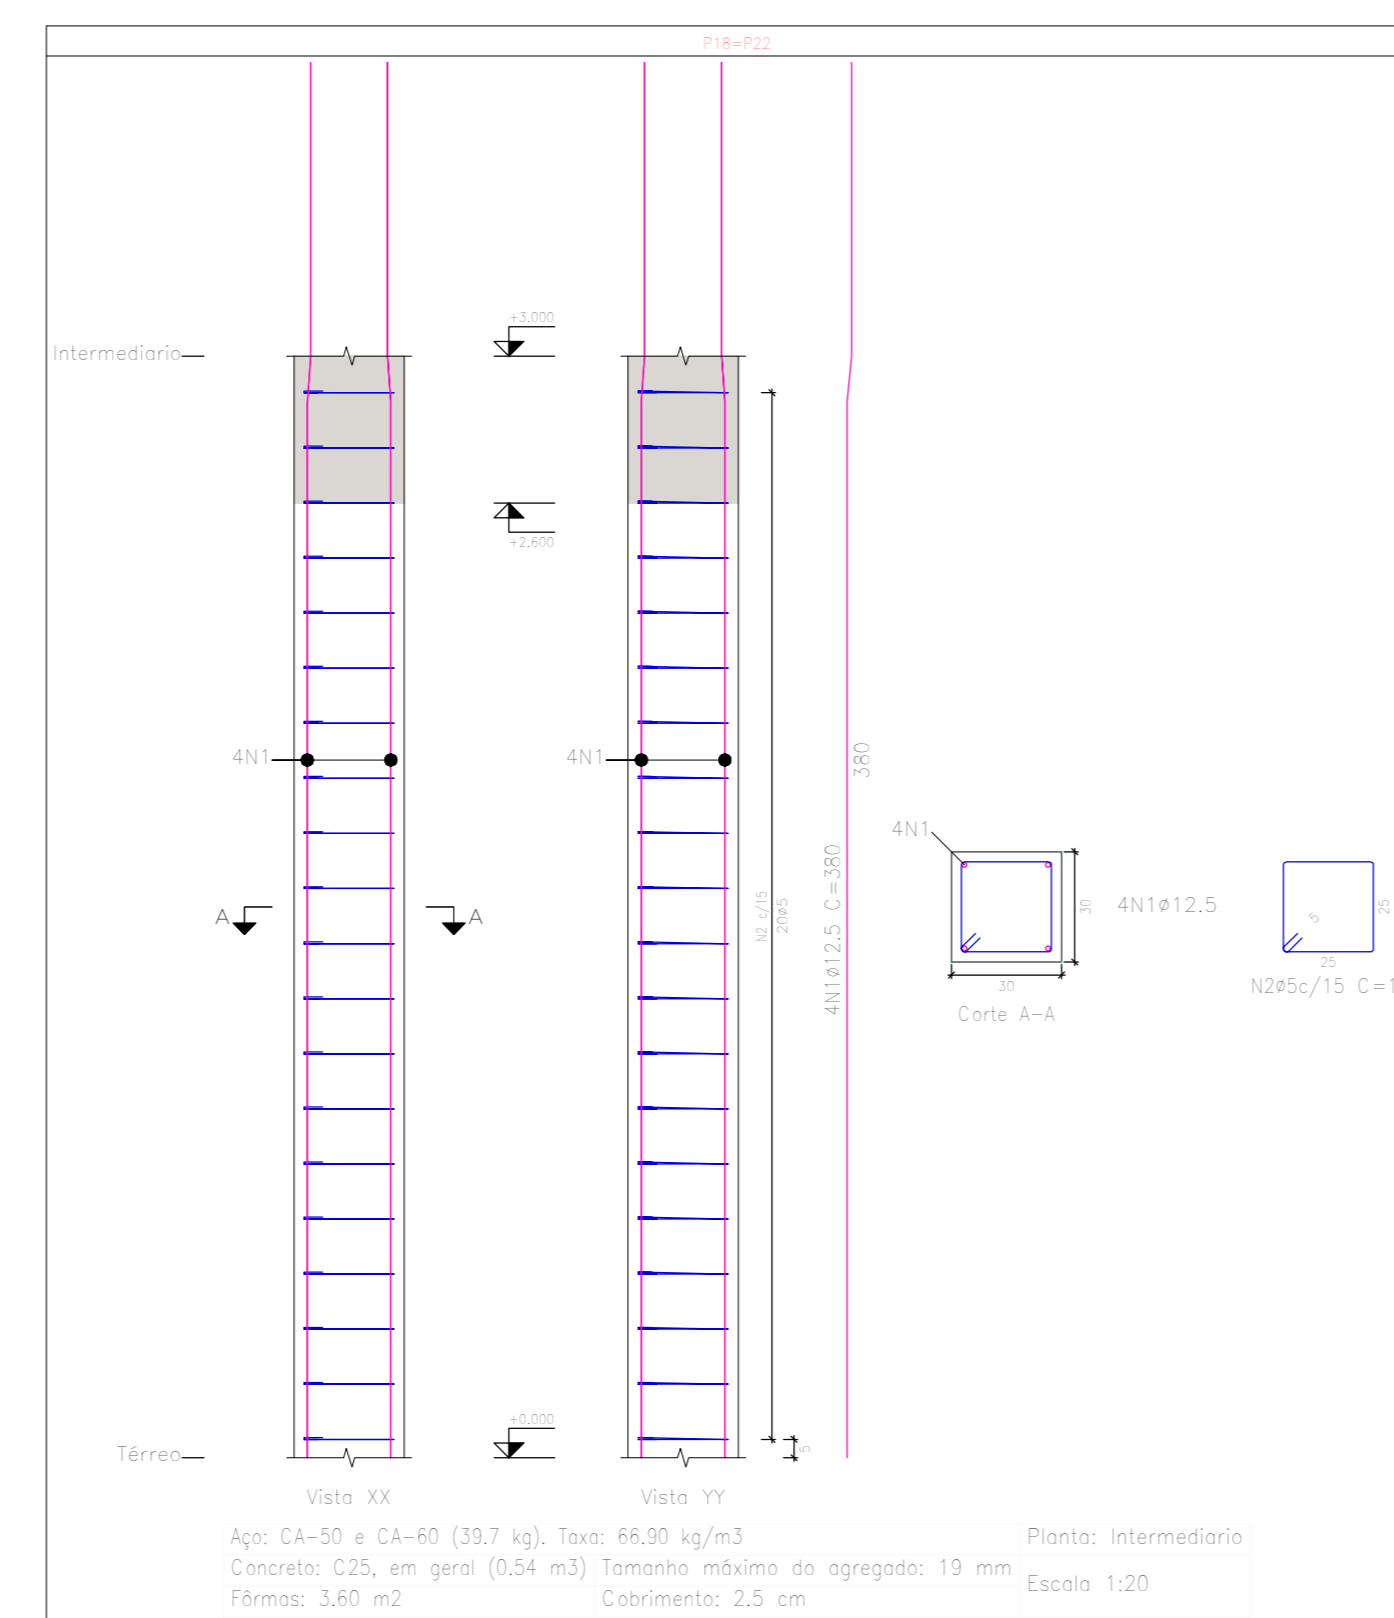 P18=P22
+3.000
Intermediario
+2.600
4N1
4N1
380
4N1
A
A
N2 c/15
20ø5
4N1ø12.5 C=380
30
4N1ø12.5
5
25
25
30
N2ø5c/15 C=1
Corte A-A
+0.000
5
Térreo
Vista XX
Vista YY
Aço: CA-50 e CA-60 (39.7 kg). Taxa: 66.90 kg/m3
Planta: Intermediario
Concreto: C25, em geral (0.54 m3)
Tamanho máximo do agregado: 19 mm
Escala 1:20
Fôrmas: 3.60 m2
Cobrimento: 2.5 cm